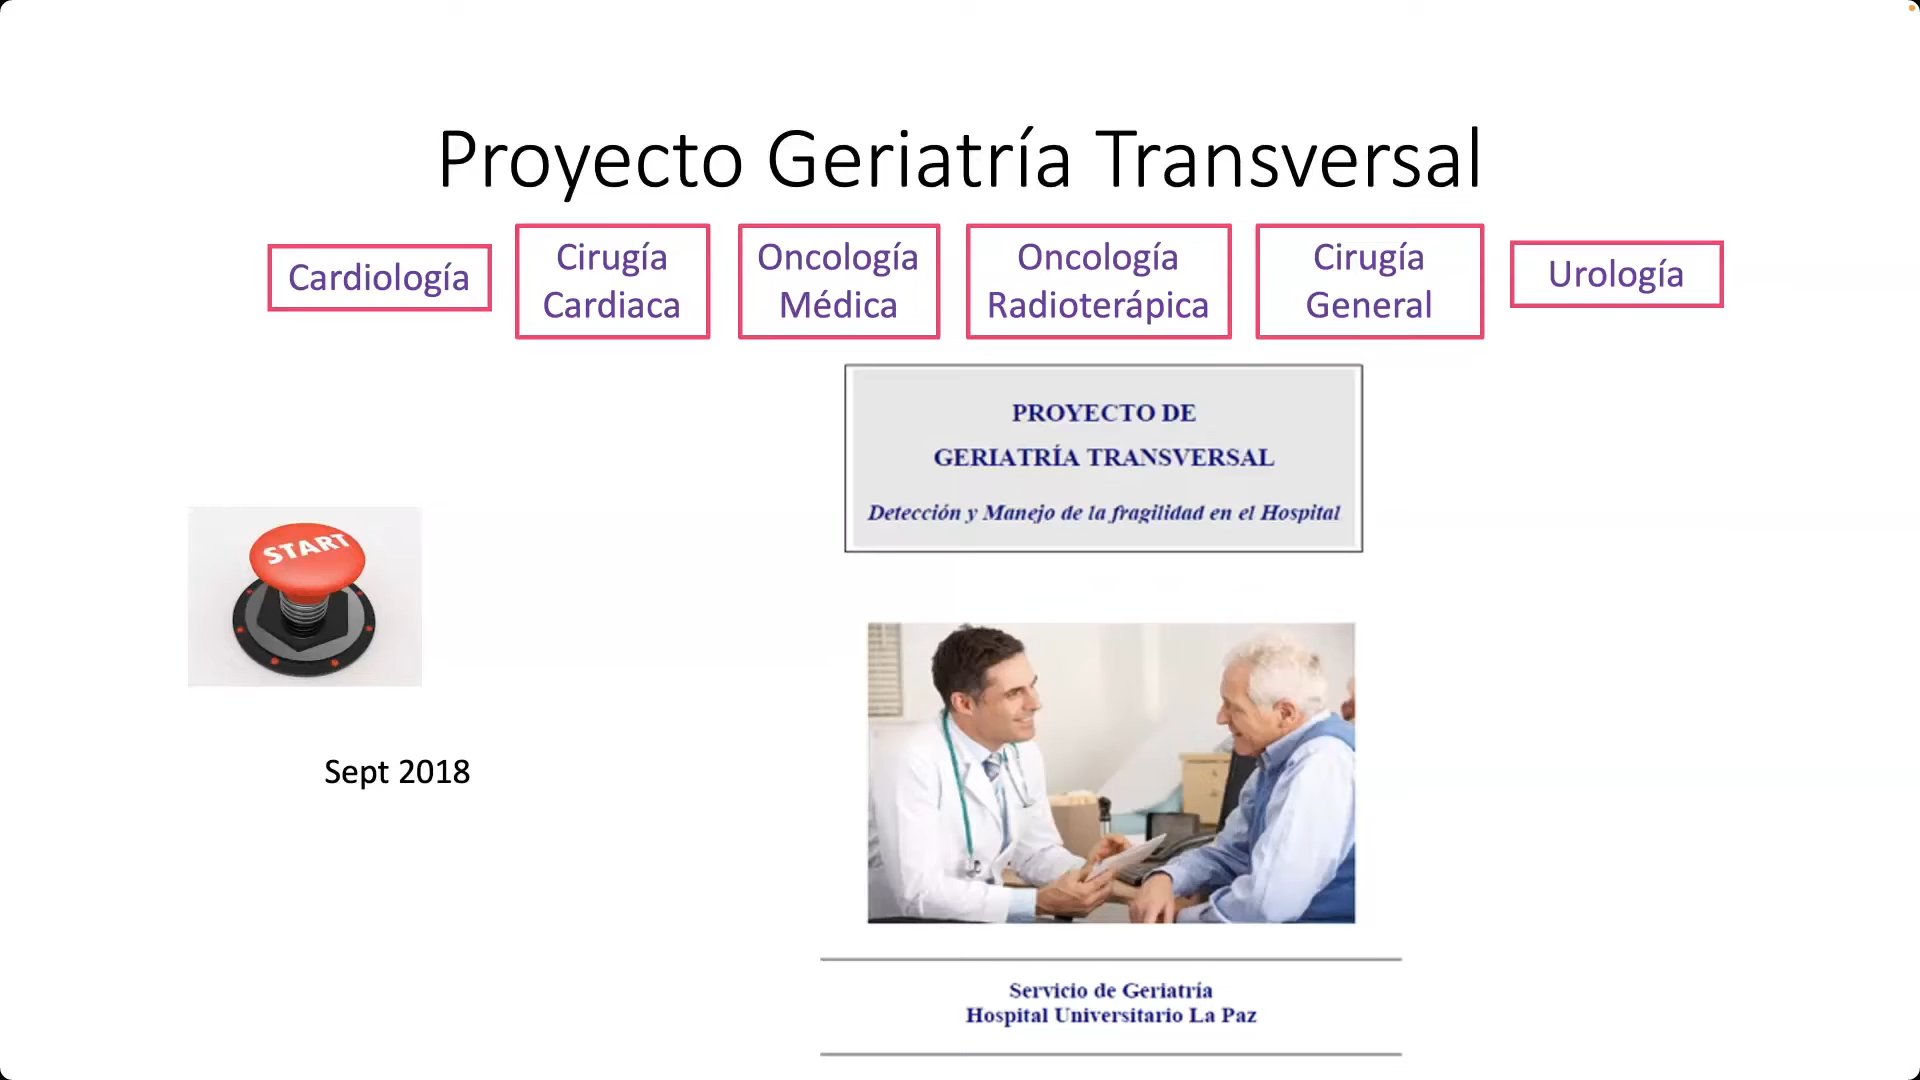 Proyecto Geriatría Transversal
Cardiología
Cirugía
Cardiaca
Oncología
Médica
Oncología
Radioterápica
Cirugía
General
Urología
PROYECTO DE
GERIATRÍA TRANSVERSAL
Detección y Manejo de la fragilidad en el Hospital
START
Sept 2018
Servicio de Geriatría
Hospital Universitario La Paz